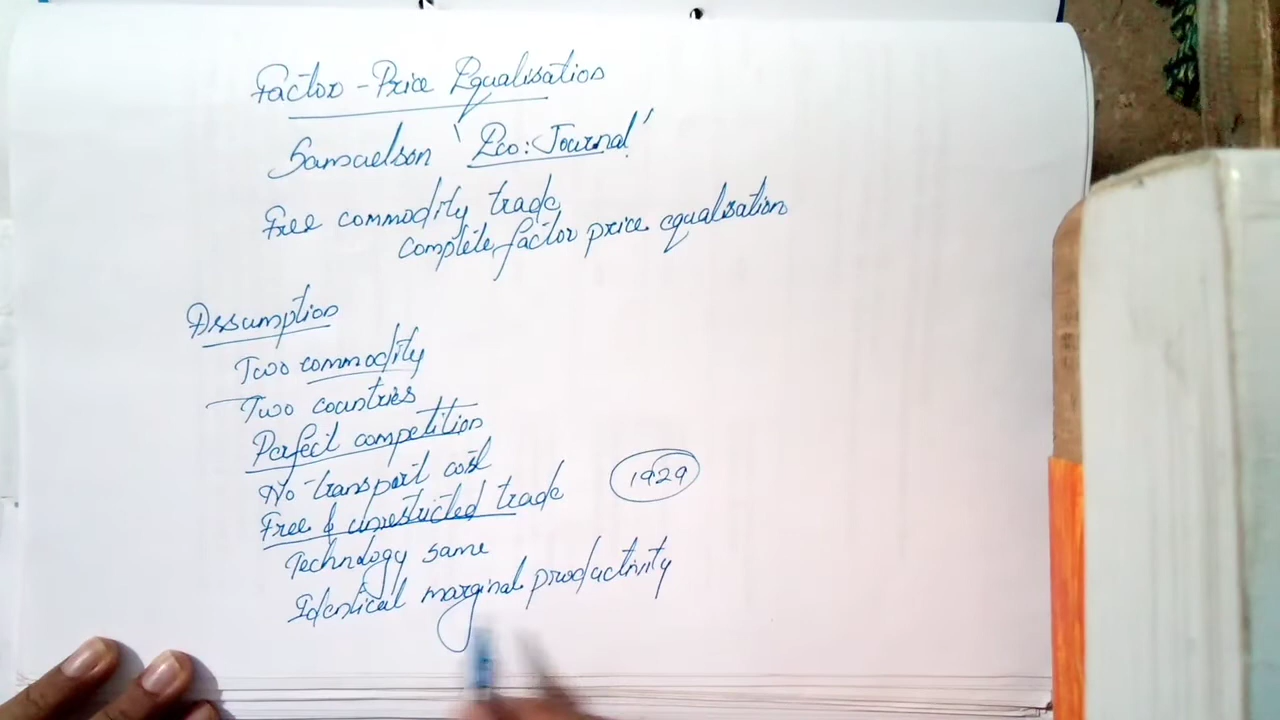 Factor-Price Equalisation
Samuelson 'Eco: Journal'
Free commodity trade
complete factor price equalisation
Assumption
Two commodity
Two countries
Perfect competition
No transport cost
Free & unrestricted trade
1929
Technology same
Identical marginal productivity